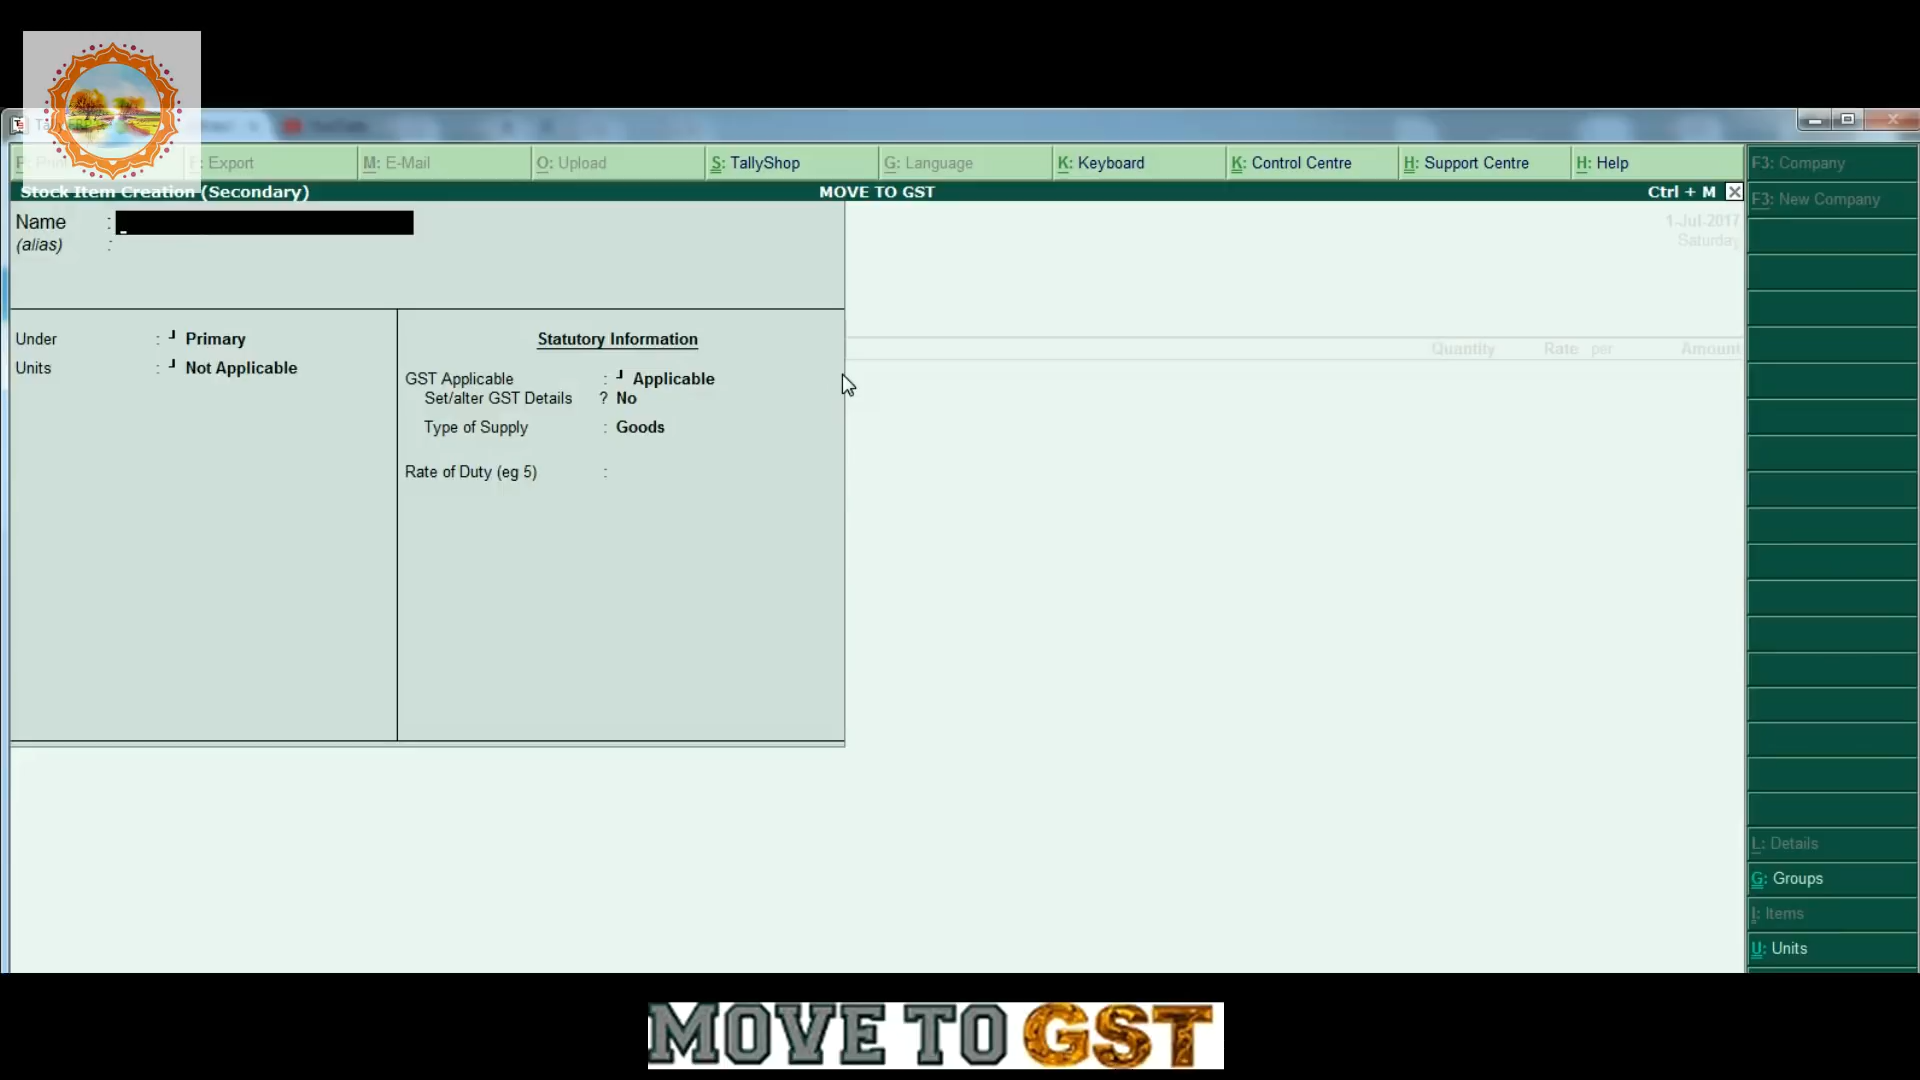 E: Export M: E-Mail O: Upload S: TallyShop G: Language K: Keyboard K: Control Centre H: Support Centre H: Help F3: Company
Stock Item Creation (Secondary) MOVE TO GST Ctrl + M F3: New Company
Name :
(alias) :
1-Jul-2017
Saturday
Under : Primary
Units : Not Applicable
Statutory Information
GST Applicable : Applicable
Set/alter GST Details ? No
Type of Supply : Goods
Rate of Duty (eg 5) :
Quantity Rate per Amount
L: Details
G: Groups
I: Items
U: Units
MOVE TO GST